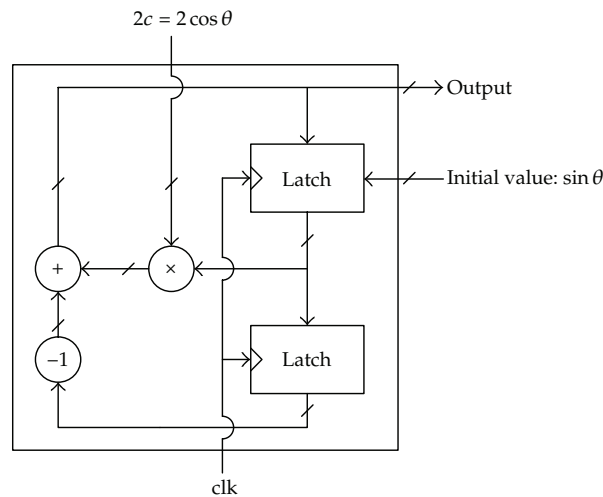 2c = 2 cos θ
Output
Latch
Initial value: sin θ
+
×
Latch
−1
clk